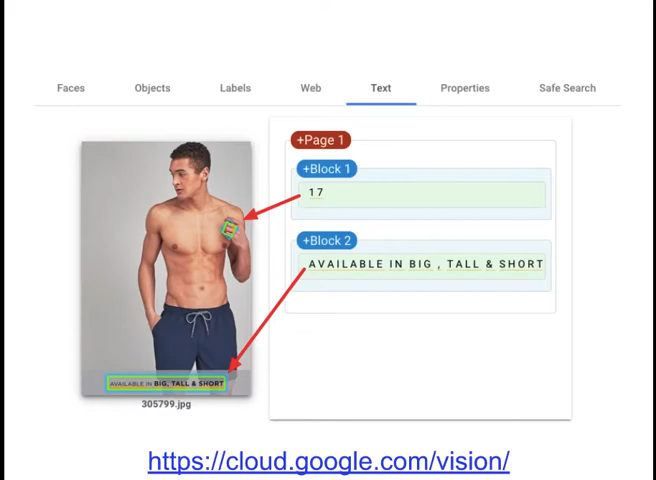 Faces Objects Labels Web Text Properties Safe Search
+Page 1
+Block 1
17
+Block 2
AVAILABLE IN BIG , TALL & SHORT
AVAILABLE IN BIG, TALL & SHORT
305799.jpg
https://cloud.google.com/vision/